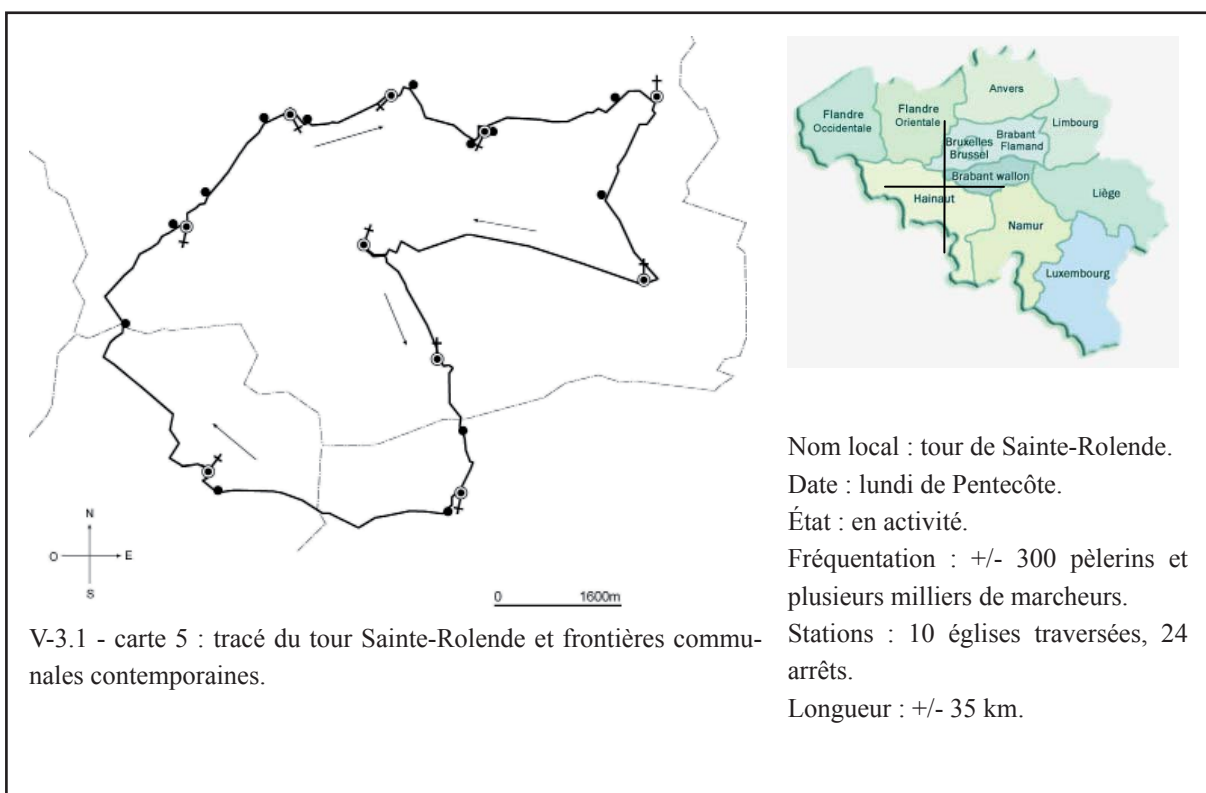 N
O
E
S
0 1600m
V-3.1 - carte 5 : tracé du tour Sainte-Rolende et frontières commu-
nales contemporaines.
Anvers
Flandre
Occidentale
Flandre
Orientale
Limbourg
Bruxelles
Brussel
Brabant
Flamand
Brabant wallon
Hainaut
Liège
Namur
Luxembourg
Nom local : tour de Sainte-Rolende.
Date : lundi de Pentecôte.
État : en activité.
Fréquentation : +/- 300 pèlerins et
plusieurs milliers de marcheurs.
Stations : 10 églises traversées, 24
arrêts.
Longueur : +/- 35 km.